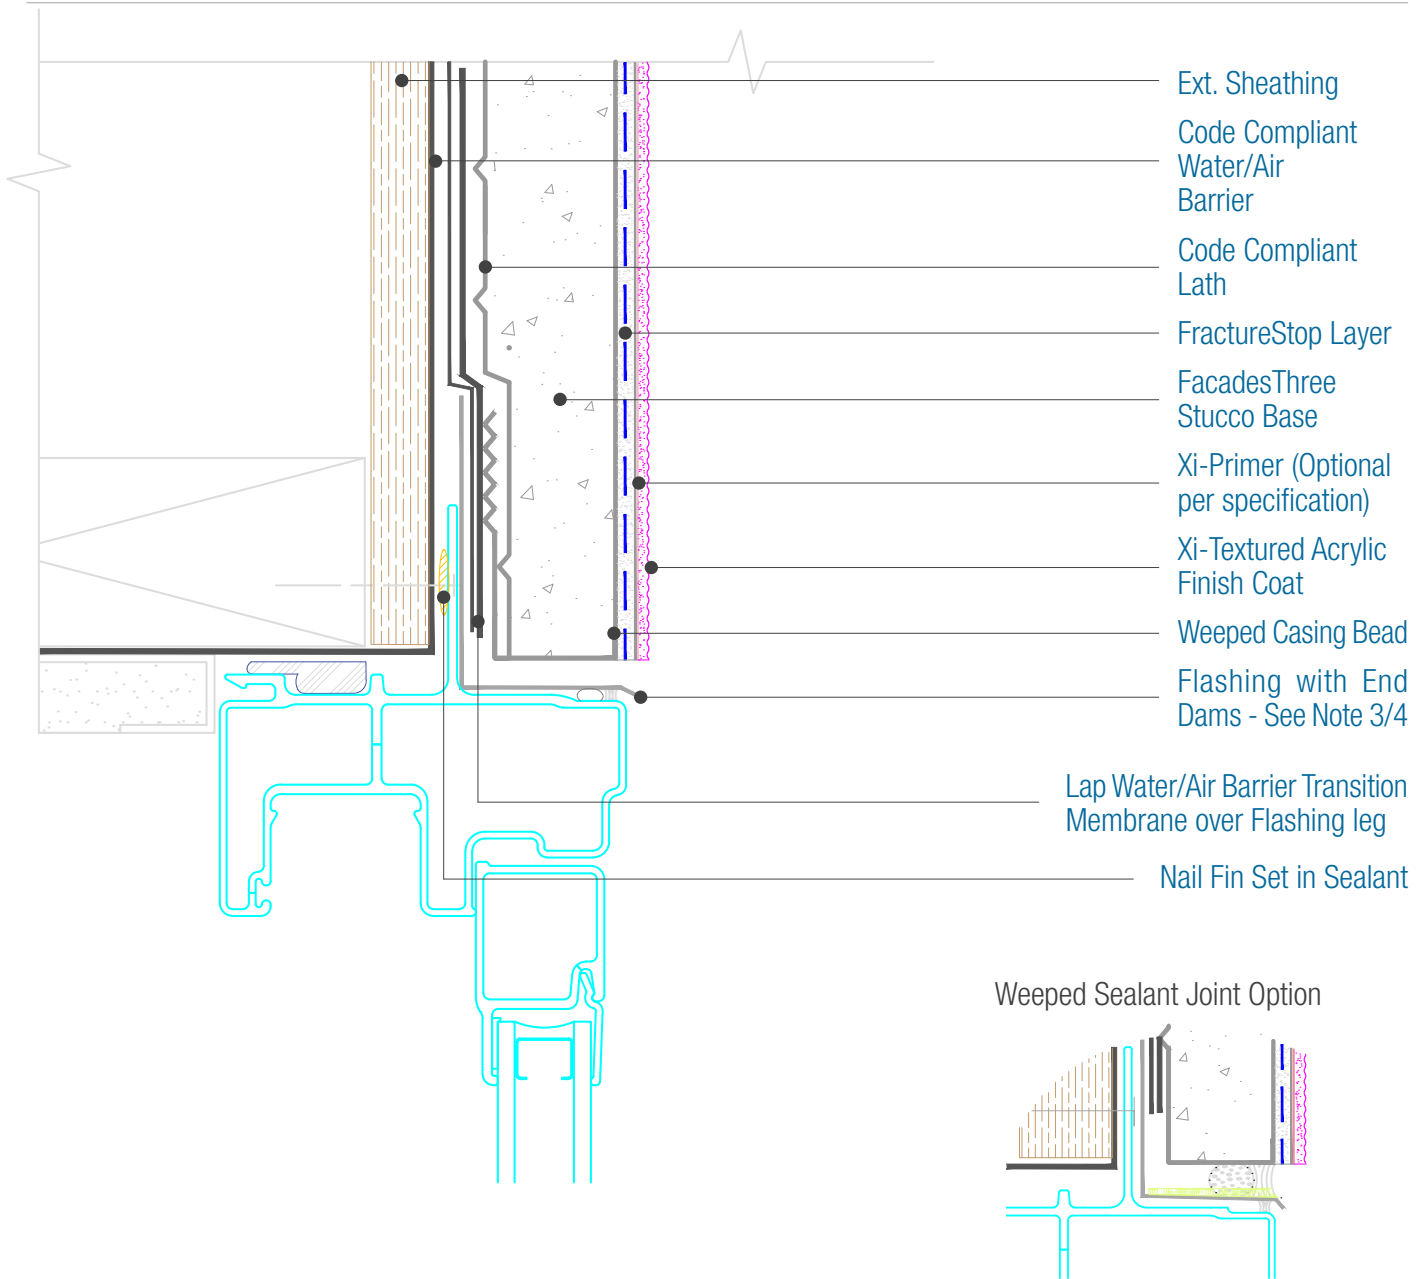 Ext. Sheathing
Code Compliant
Water/Air
Barrier
Code Compliant
Lath
FractureStop Layer
FacadesThree
Stucco Base
Xi-Primer (Optional
per specification)
Xi-Textured Acrylic
Finish Coat
Weeped Casing Bead
Flashing with End
Dams - See Note 3/4
Lap Water/Air Barrier Transition
Membrane over Flashing leg
Nail Fin Set in Sealant
Weeped Sealant Joint Option